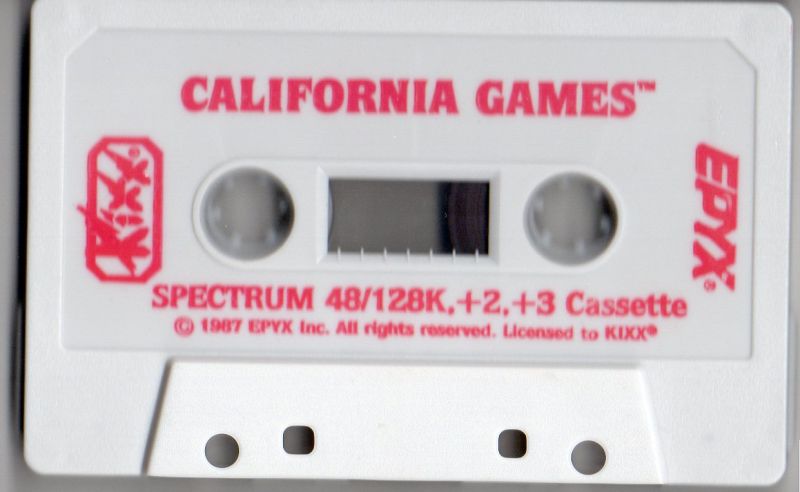 CALIFORNIA GAMES™
Kixx®
EPYX®
SPECTRUM 48/128K,+2,+3 Cassette
© 1987 EPYX Inc. All rights reserved. Licensed to KIXX®